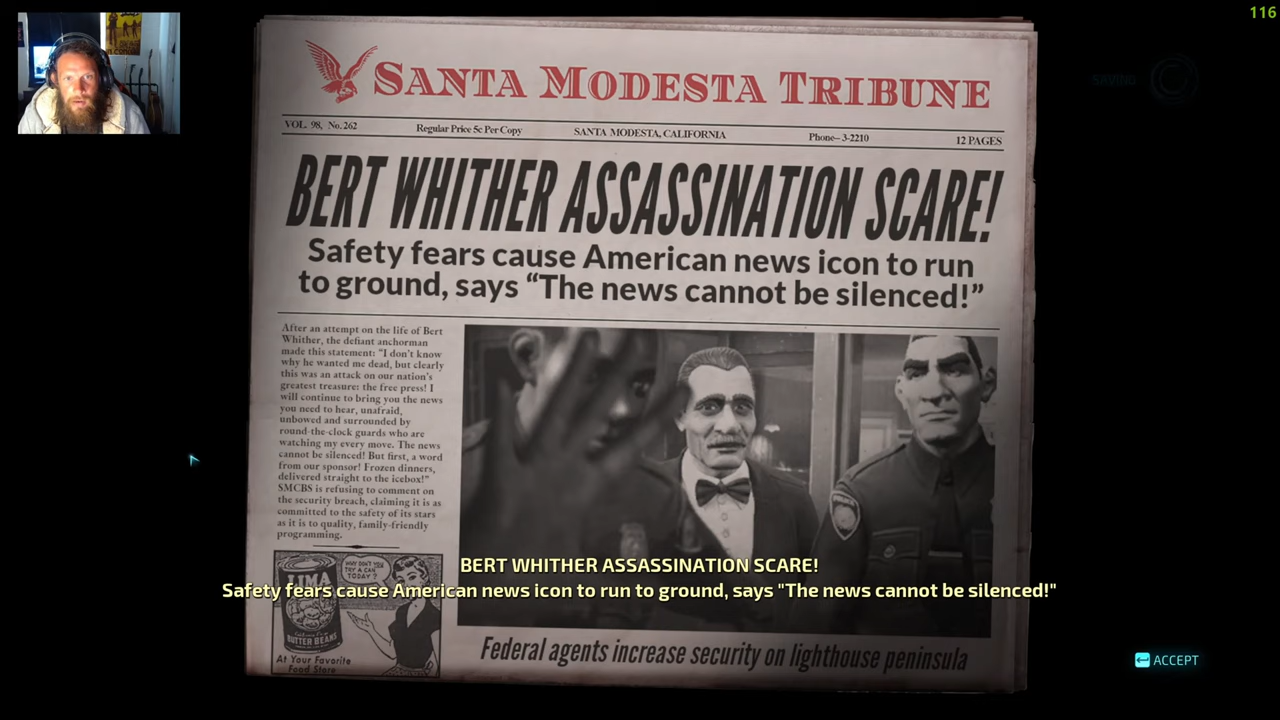 116
SAVING
SANTA MODESTA TRIBUNE
VOL. 98, No. 262 Regular Price 5c Per Copy SANTA MODESTA, CALIFORNIA Phone—3-2210 12 PAGES
BERT WHITHER ASSASSINATION SCARE!
Safety fears cause American news icon to run
to ground, says “The news cannot be silenced!”
After an attempt on the life of Bert
Whither, the defiant anchorman
made this statement: "I don't know
why he wanted me dead, but clearly
this was an attack on our nation's
greatest treasure: the free press! I
will continue to bring you the news
you need to hear, unafraid,
unbowed and surrounded by
round-the-clock guards who are
watching my every move. The news
cannot be silenced! But first, a word
from our sponsor! Frozen dinners,
delivered straight to the icebox!"
SMCBS is refusing to comment on
the security breach, claiming it is as
committed to the safety of its stars
as it is to quality, family-friendly
programming.
WHY DON'T YOU
TRY A CAN
TODAY?
LIMA
BUTTER BEANS
At Your Favorite
Food Store
BERT WHITHER ASSASSINATION SCARE!
Safety fears cause American news icon to run to ground, says "The news cannot be silenced!"
Federal agents increase security on lighthouse peninsula
ACCEPT